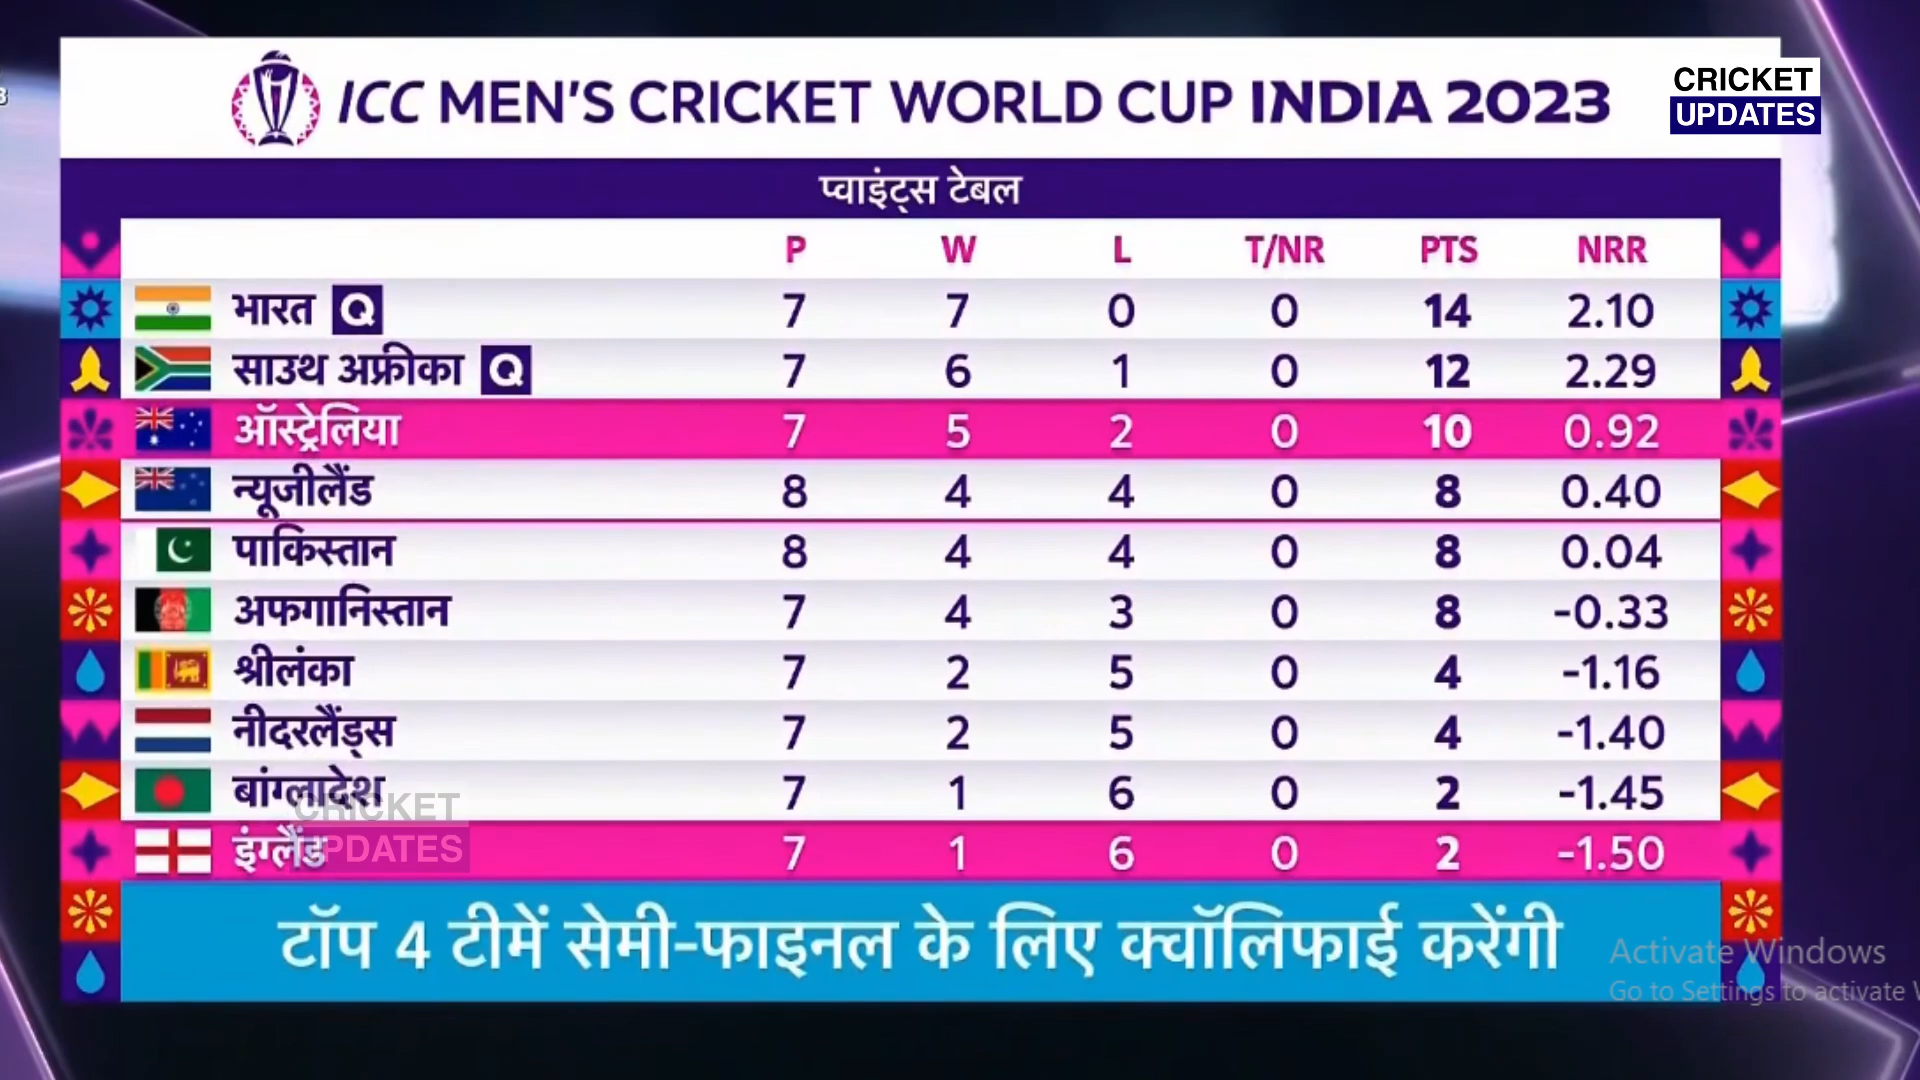 ICC MEN'S CRICKET WORLD CUP INDIA 2023
CRICKET
UPDATES
प्वाइंट्स टेबल
P W L T/NR PTS NRR
भारत Q 7 7 0 0 14 2.10
साउथ अफ्रीका Q 7 6 1 0 12 2.29
ऑस्ट्रेलिया 7 5 2 0 10 0.92
न्यूजीलैंड 8 4 4 0 8 0.40
पाकिस्तान 8 4 4 0 8 0.04
अफगानिस्तान 7 4 3 0 8 -0.33
श्रीलंका 7 2 5 0 4 -1.16
नीदरलैंड्स 7 2 5 0 4 -1.40
बांग्लादेश 7 1 6 0 2 -1.45
CRICKET
UPDATES
इंग्लैंड 7 1 6 0 2 -1.50
टॉप 4 टीमें सेमी-फाइनल के लिए क्वॉलिफाई करेंगी
Activate Windows
Go to Settings to activate